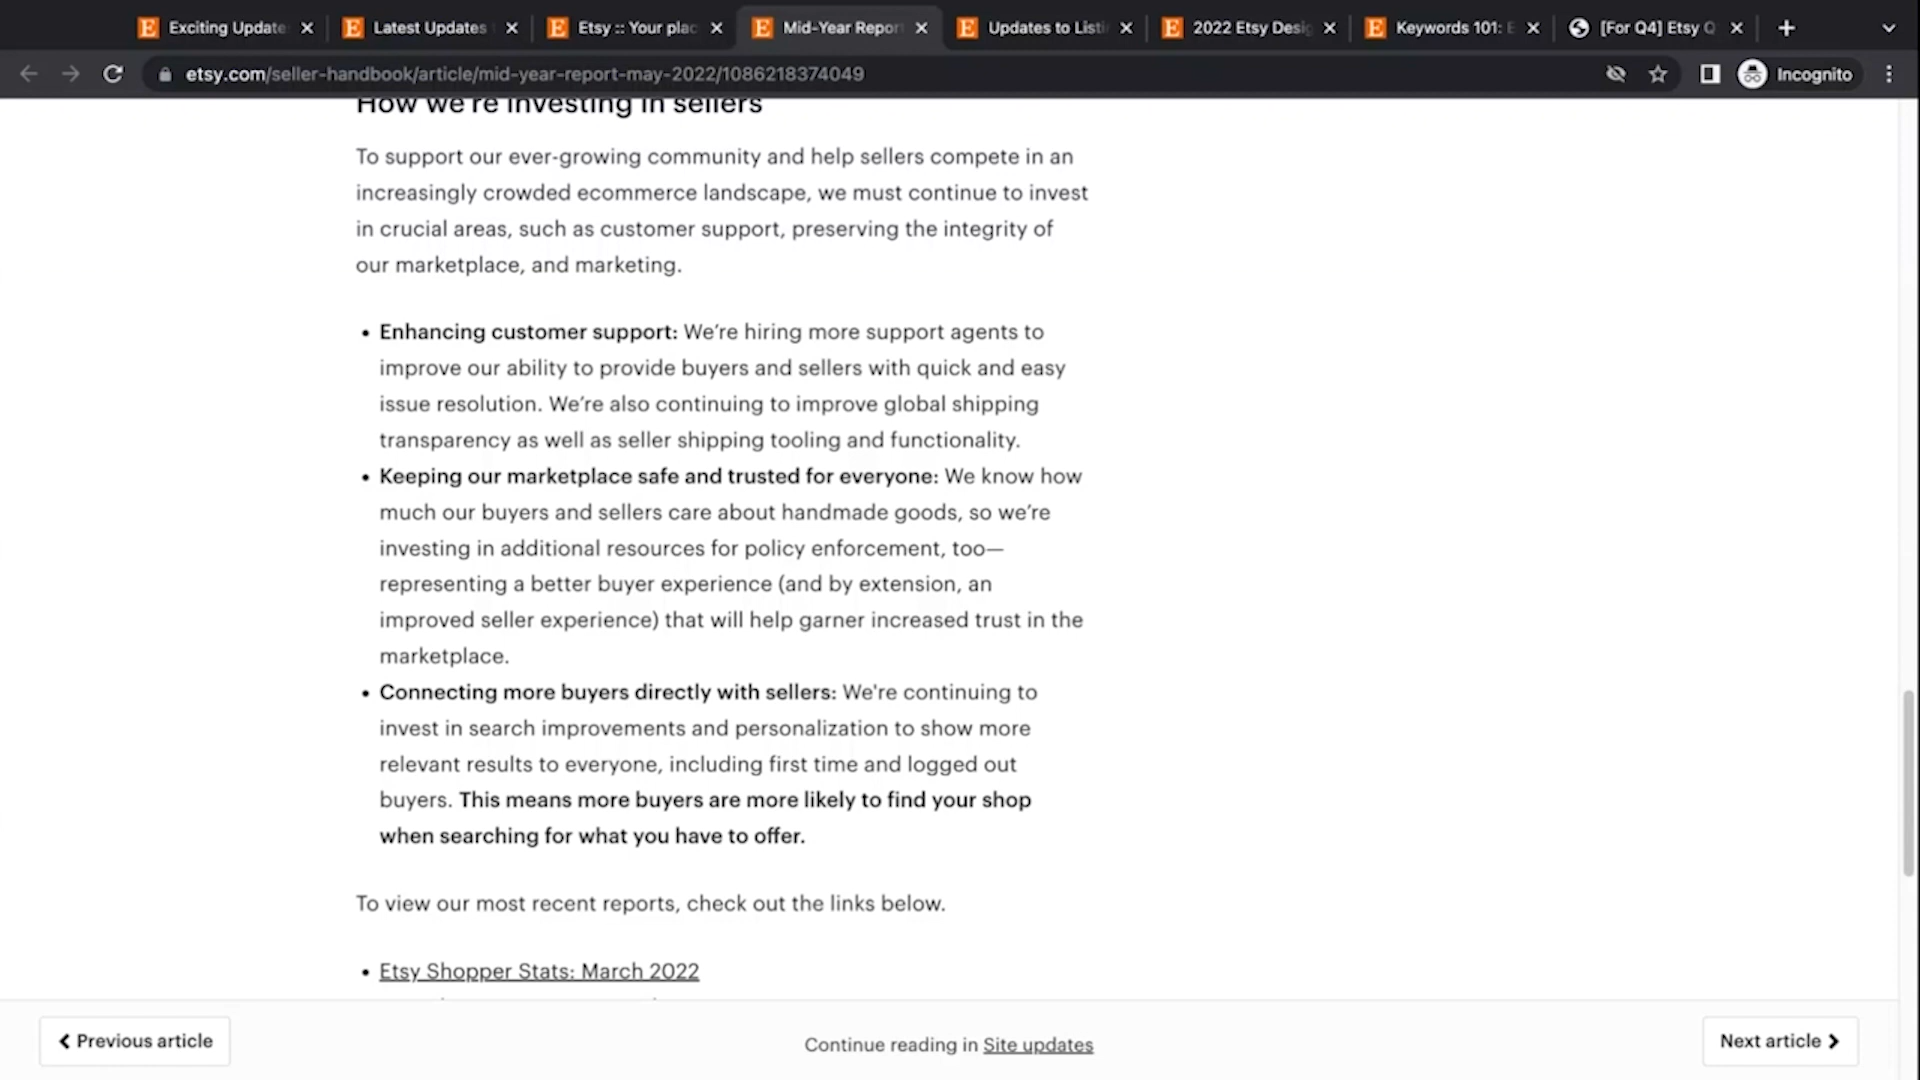 Exciting Update
Latest Updates
Etsy :: Your plac
Mid-Year Repor
Updates to Listi
2022 Etsy Desig
Keywords 101: E
[For Q4] Etsy Q
etsy.com/seller-handbook/article/mid-year-report-may-2022/1086218374049
Incognito
How we're investing in sellers
To support our ever-growing community and help sellers compete in an
increasingly crowded ecommerce landscape, we must continue to invest
in crucial areas, such as customer support, preserving the integrity of
our marketplace, and marketing.
• Enhancing customer support: We’re hiring more support agents to
improve our ability to provide buyers and sellers with quick and easy
issue resolution. We’re also continuing to improve global shipping
transparency as well as seller shipping tooling and functionality.
• Keeping our marketplace safe and trusted for everyone: We know how
much our buyers and sellers care about handmade goods, so we’re
investing in additional resources for policy enforcement, too—
representing a better buyer experience (and by extension, an
improved seller experience) that will help garner increased trust in the
marketplace.
• Connecting more buyers directly with sellers: We're continuing to
invest in search improvements and personalization to show more
relevant results to everyone, including first time and logged out
buyers. This means more buyers are more likely to find your shop
when searching for what you have to offer.
To view our most recent reports, check out the links below.
• Etsy Shopper Stats: March 2022
Previous article
Continue reading in Site updates
Next article